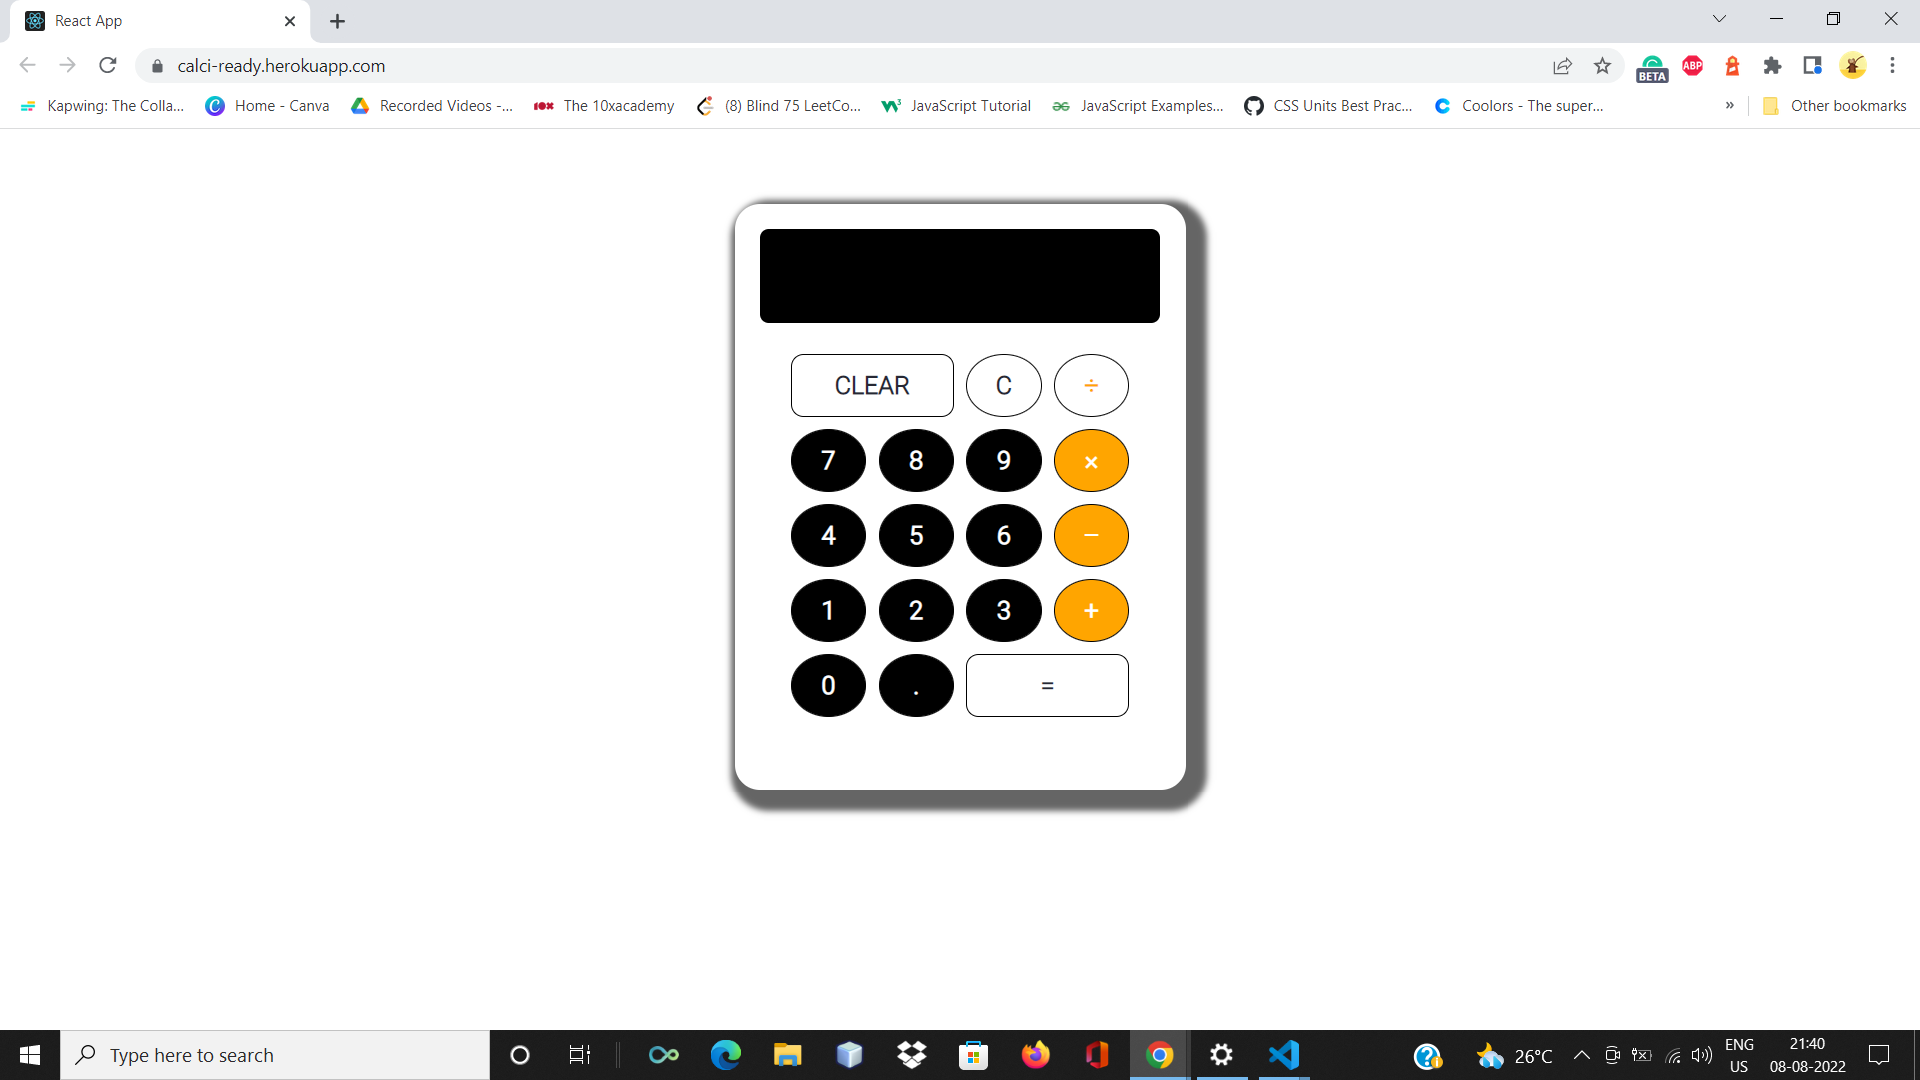 React App
calci-ready.herokuapp.com
BETA
ABP
Kapwing: The Colla... Home - Canva Recorded Videos -... The 10xacademy (8) Blind 75 LeetCo... JavaScript Tutorial JavaScript Examples... CSS Units Best Prac... Coolors - The super... » Other bookmarks
CLEAR C ÷
7 8 9 ×
4 5 6 −
1 2 3 +
0 . =
Type here to search
26°C
ENG
US
21:40
08-08-2022